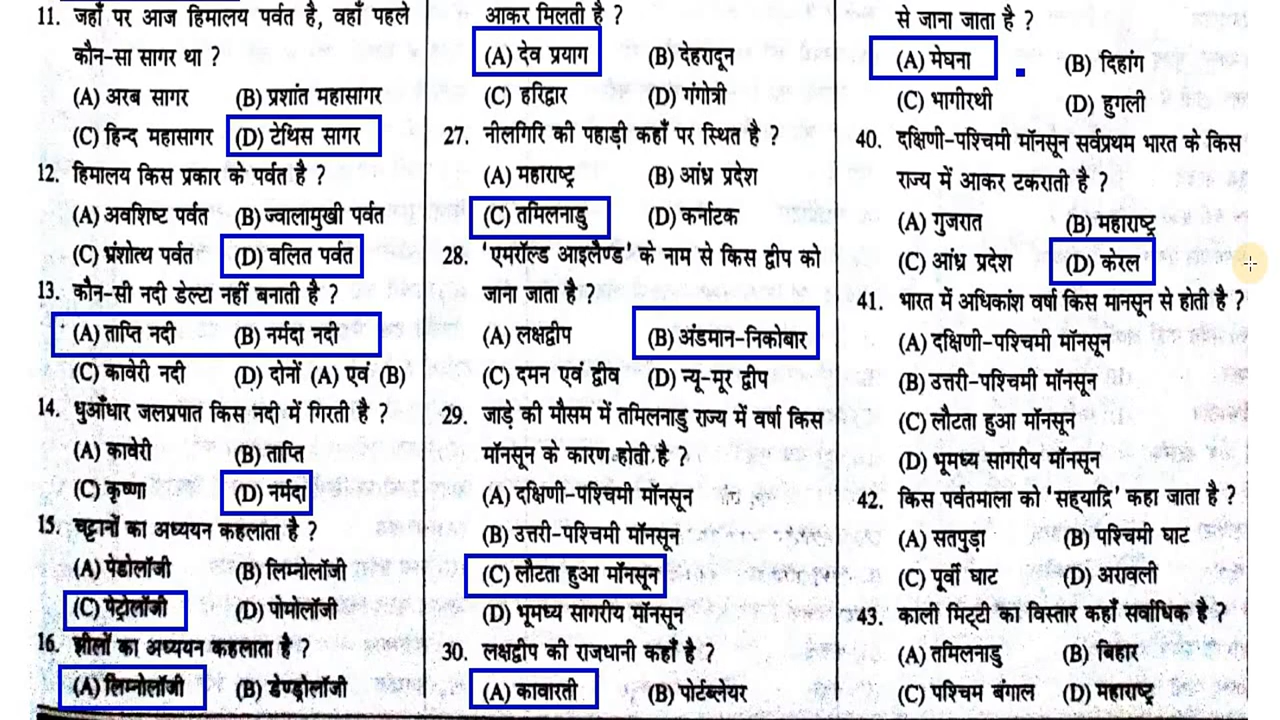 11. जहाँ पर आज हिमालय पर्वत है, वहाँ पहले
कौन-सा सागर था ?
(A) अरब सागर (B) प्रशांत महासागर
(C) हिन्द महासागर (D) टेथिस सागर
12. हिमालय किस प्रकार के पर्वत है ?
(A) अवशिष्ट पर्वत (B) ज्वालामुखी पर्वत
(C) भ्रंशोत्थ पर्वत (D) वलित पर्वत
13. कौन-सी नदी डेल्टा नहीं बनाती है ?
(A) ताप्ति नदी (B) नर्मदा नदी
(C) कावेरी नदी (D) दोनों (A) एवं (B)
14. धुआँधार जलप्रपात किस नदी में गिरती है ?
(A) कावेरी (B) ताप्ति
(C) कृष्णा (D) नर्मदा
15. चट्टानों का अध्ययन कहलाता है ?
(A) पेडोलॉजी (B) लिम्नोलॉजी
(C) पेट्रोलॉजी (D) पोमोलॉजी
16. झीलों का अध्ययन कहलाता है ?
(A) लिम्नोलॉजी (B) डेण्ड्रोलॉजी
आकर मिलती है ?
(A) देव प्रयाग (B) देहरादून
(C) हरिद्वार (D) गंगोत्री
27. नीलगिरि की पहाड़ी कहाँ पर स्थित है ?
(A) महाराष्ट्र (B) आंध्र प्रदेश
(C) तमिलनाडु (D) कर्नाटक
28. 'एमरॉल्ड आइलैण्ड' के नाम से किस द्वीप को
जाना जाता है ?
(A) लक्षद्वीप (B) अंडमान-निकोबार
(C) दमन एवं द्वीव (D) न्यू-मूर द्वीप
29. जाड़े की मौसम में तमिलनाडु राज्य में वर्षा किस
मॉनसून के कारण होती है ?
(A) दक्षिणी-पश्चिमी मॉनसून
(B) उत्तरी-पश्चिमी मॉनसून
(C) लौटता हुआ मॉनसून
(D) भूमध्य सागरीय मॉनसून
30. लक्षद्वीप की राजधानी कहाँ है ?
(A) कावारती (B) पोर्टब्लेयर
से जाना जाता है ?
(A) मेघना (B) दिहांग
(C) भागीरथी (D) हुगली
40. दक्षिणी-पश्चिमी मॉनसून सर्वप्रथम भारत के किस
राज्य में आकर टकराती है ?
(A) गुजरात (B) महाराष्ट्र
(C) आंध्र प्रदेश (D) केरल
41. भारत में अधिकांश वर्षा किस मानसून से होती है ?
(A) दक्षिणी-पश्चिमी मॉनसून
(B) उत्तरी-पश्चिमी मॉनसून
(C) लौटता हुआ मॉनसून
(D) भूमध्य सागरीय मॉनसून
42. किस पर्वतमाला को 'सह्याद्रि' कहा जाता है ?
(A) सतपुड़ा (B) पश्चिमी घाट
(C) पूर्वी घाट (D) अरावली
43. काली मिट्टी का विस्तार कहाँ सर्वाधिक है ?
(A) तमिलनाडु (B) बिहार
(C) पश्चिम बंगाल (D) महाराष्ट्र